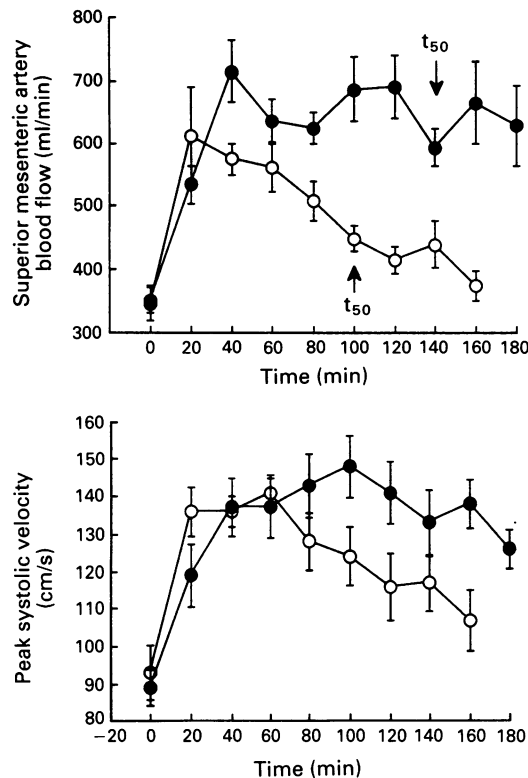 800
700
600
500
400
300
Superior mesenteric artery
blood flow (ml/min)
t50
t50
0 20 40 60 80 100 120 140 160 180
Time (min)
160
150
140
130
120
110
100
90
80
Peak systolic velocity
(cm/s)
−20 0 20 40 60 80 100 120 140 160 180
Time (min)